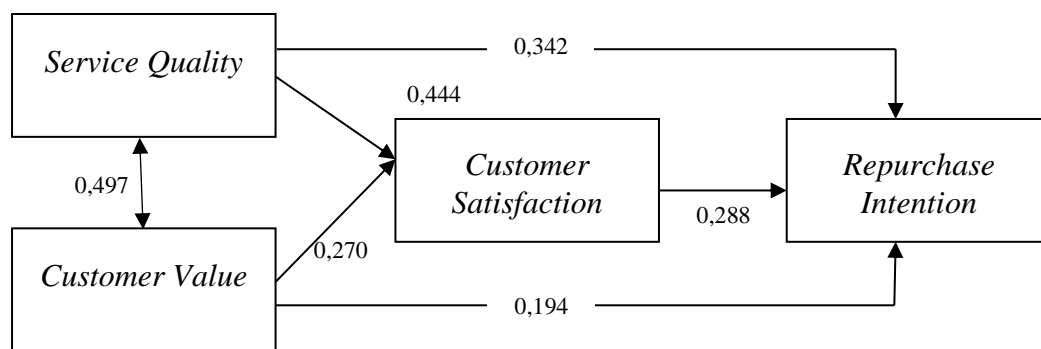 Service Quality
0,342
0,444
Customer
Satisfaction
Repurchase
Intention
0,497
0,288
0,270
Customer Value
0,194